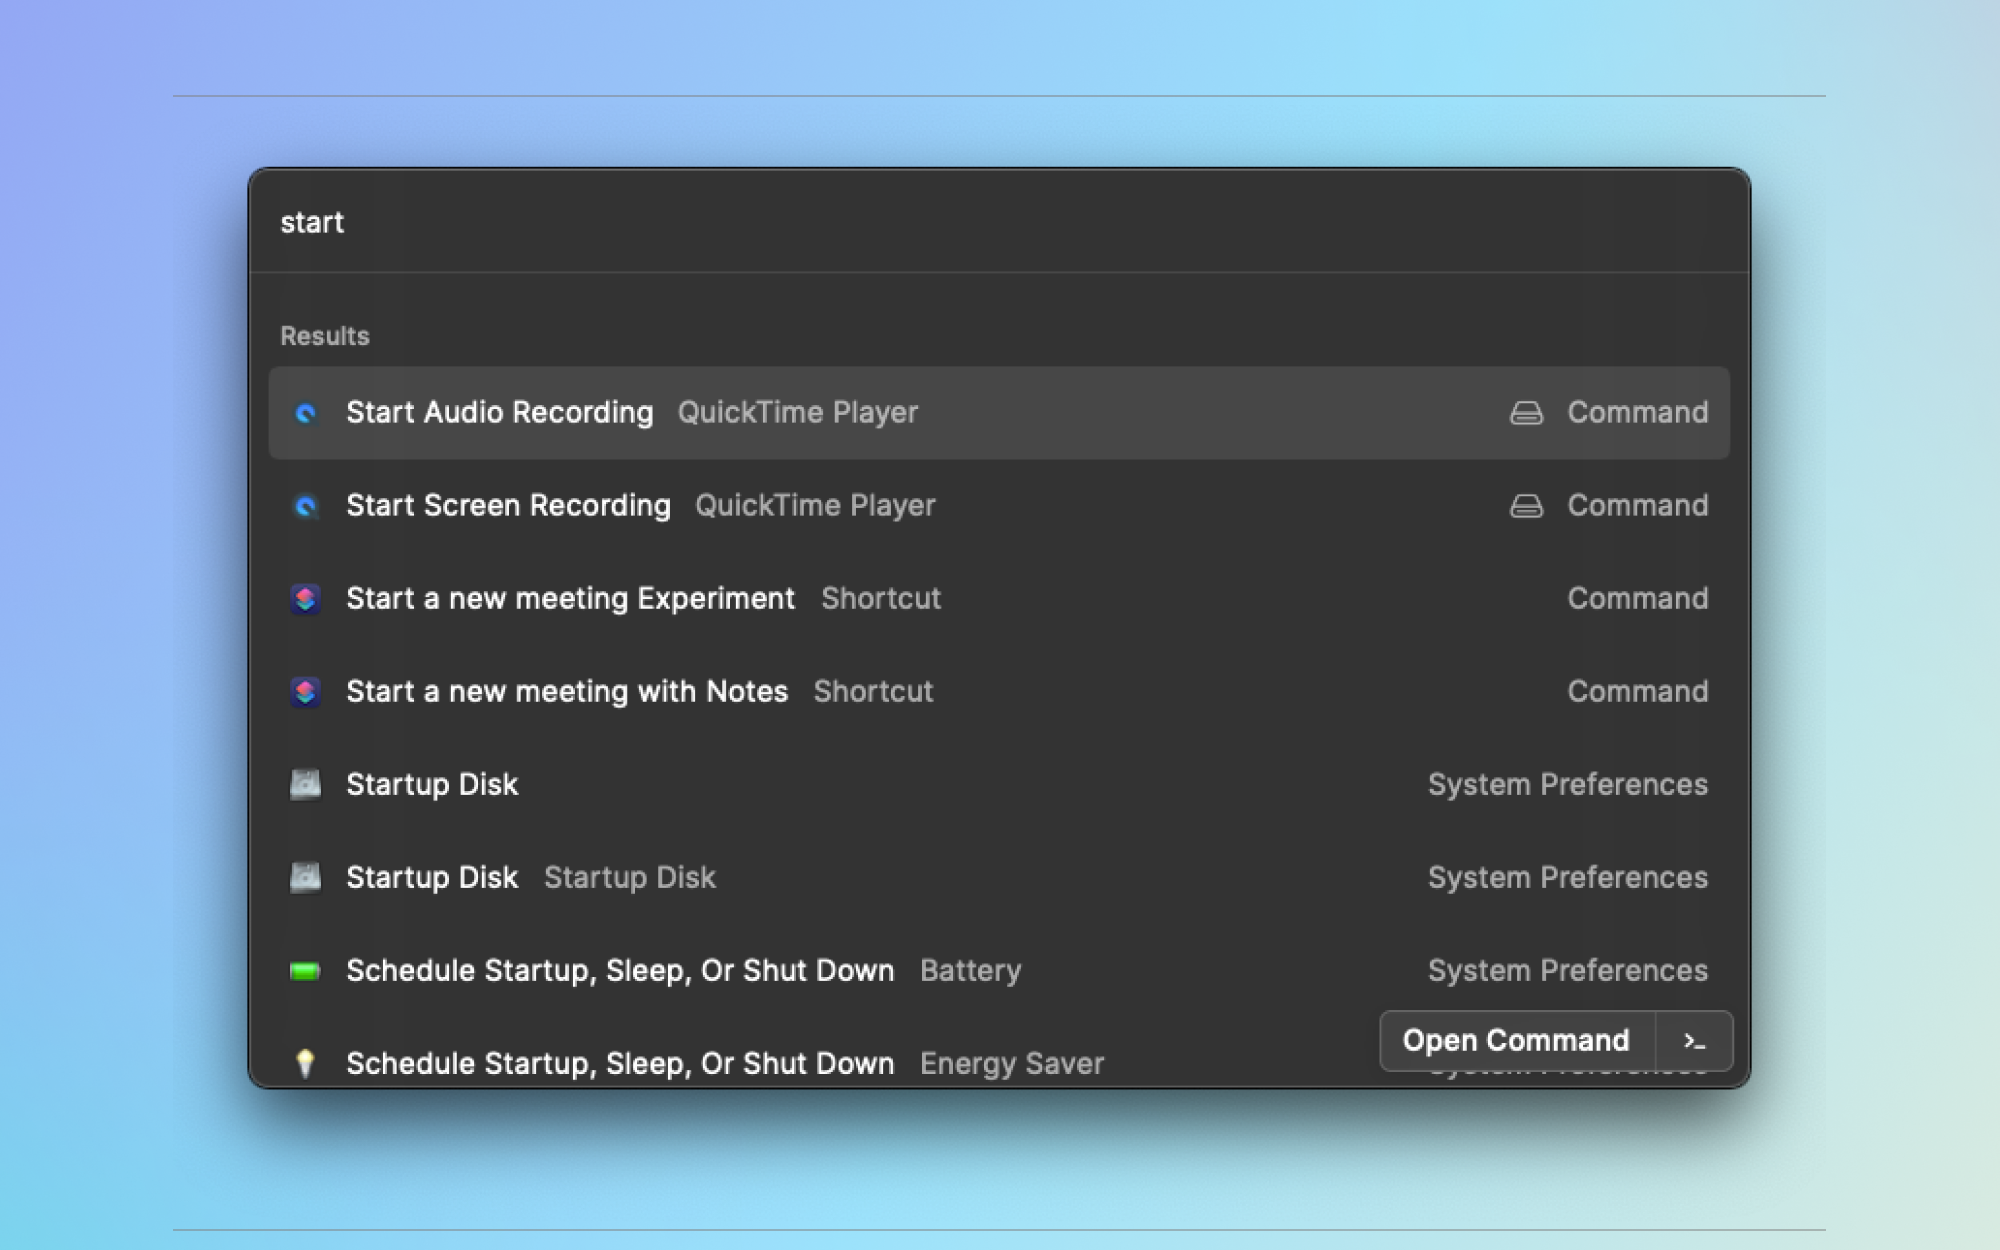 start
Results
Start Audio Recording QuickTime Player Command
Start Screen Recording QuickTime Player Command
Start a new meeting Experiment Shortcut Command
Start a new meeting with Notes Shortcut Command
Startup Disk System Preferences
Startup Disk Startup Disk System Preferences
Schedule Startup, Sleep, Or Shut Down Battery System Preferences
Open Command >_
Schedule Startup, Sleep, Or Shut Down Energy Saver